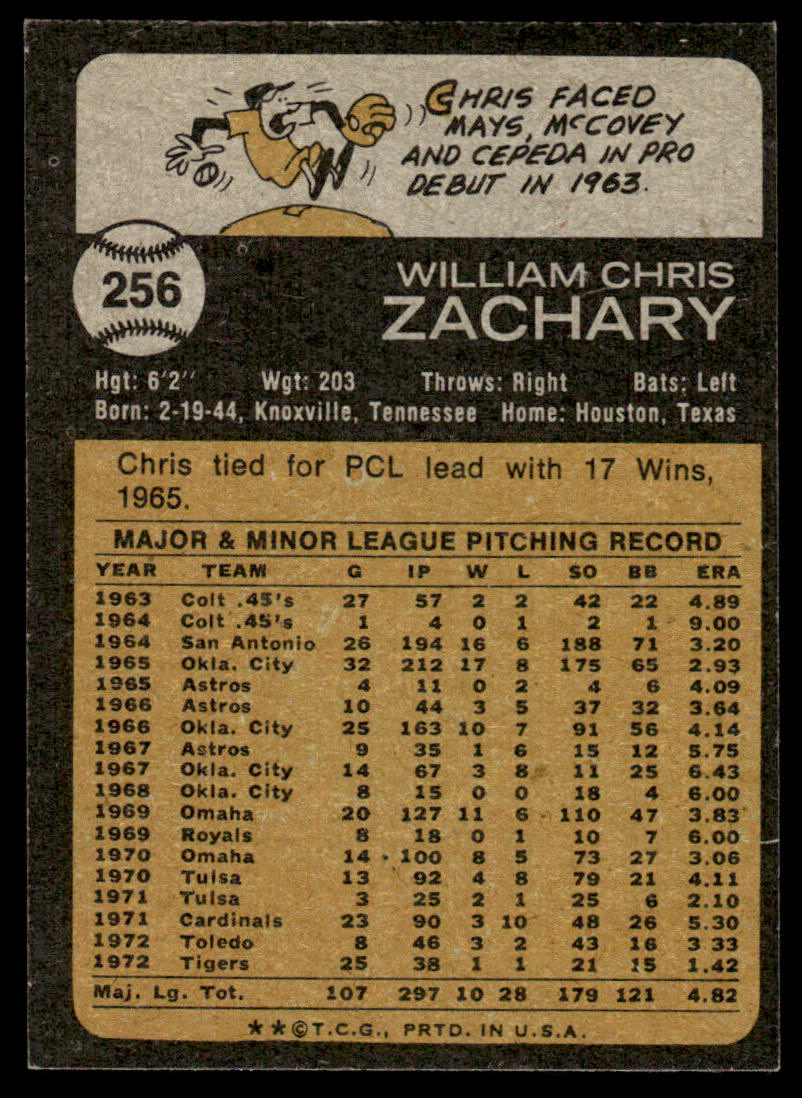 CHRIS FACED
MAYS, McCOVEY
AND CEPEDA IN PRO
DEBUT IN 1963.
256
WILLIAM CHRIS
ZACHARY
Hgt: 6'2" Wgt: 203 Throws: Right Bats: Left
Born: 2-19-44, Knoxville, Tennessee Home: Houston, Texas
Chris tied for PCL lead with 17 Wins,
1965.
MAJOR & MINOR LEAGUE PITCHING RECORD
YEAR TEAM G IP W L SO BB ERA
1963 Colt .45's 27 57 2 2 42 22 4.89
1964 Colt .45's 1 4 0 1 2 1 9.00
1964 San Antonio 26 194 16 6 188 71 3.20
1965 Okla. City 32 212 17 8 175 65 2.93
1965 Astros 4 11 0 2 4 6 4.09
1966 Astros 10 44 3 5 37 32 3.64
1966 Okla. City 25 163 10 7 91 56 4.14
1967 Astros 9 35 1 6 15 12 5.75
1967 Okla. City 14 67 3 8 11 25 6.43
1968 Okla. City 8 15 0 0 18 4 6.00
1969 Omaha 20 127 11 6 110 47 3.83
1969 Royals 8 18 0 1 10 7 6.00
1970 Omaha 14 100 8 5 73 27 3.06
1970 Tulsa 13 92 4 8 79 21 4.11
1971 Tulsa 3 25 2 1 25 6 2.10
1971 Cardinals 23 90 3 10 48 26 5.30
1972 Toledo 8 46 3 2 43 16 3 33
1972 Tigers 25 38 1 1 21 15 1.42
Maj. Lg. Tot. 107 297 10 28 179 121 4.82
★★©T.C.G., PRTD. IN U.S.A.